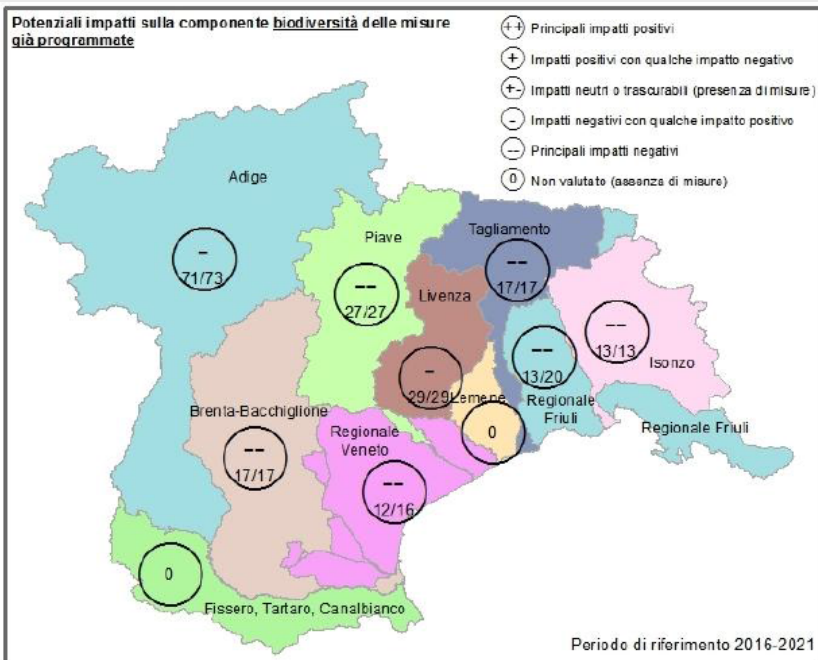 Potenziali impatti sulla componente biodiversità delle misure
già programmate
++ Principali impatti positivi
+ Impatti positivi con qualche impatto negativo
+- Impatti neutri o trascurabili (presenza di misure)
- Impatti negativi con qualche impatto positivo
-- Principali impatti negativi
0 Non valutato (assenza di misure)
Adige
-
71/73
Piave
--
27/27
Tagliamento
--
17/17
Livenza
-
29/29
Lemene
0
Regionale
Friuli
--
13/20
Isonzo
--
13/13
Regionale Friuli
Brenta-Bacchiglione
--
17/17
Regionale
Veneto
--
12/16
0
Fissero, Tartaro, Canalbianco
Periodo di riferimento 2016-2021